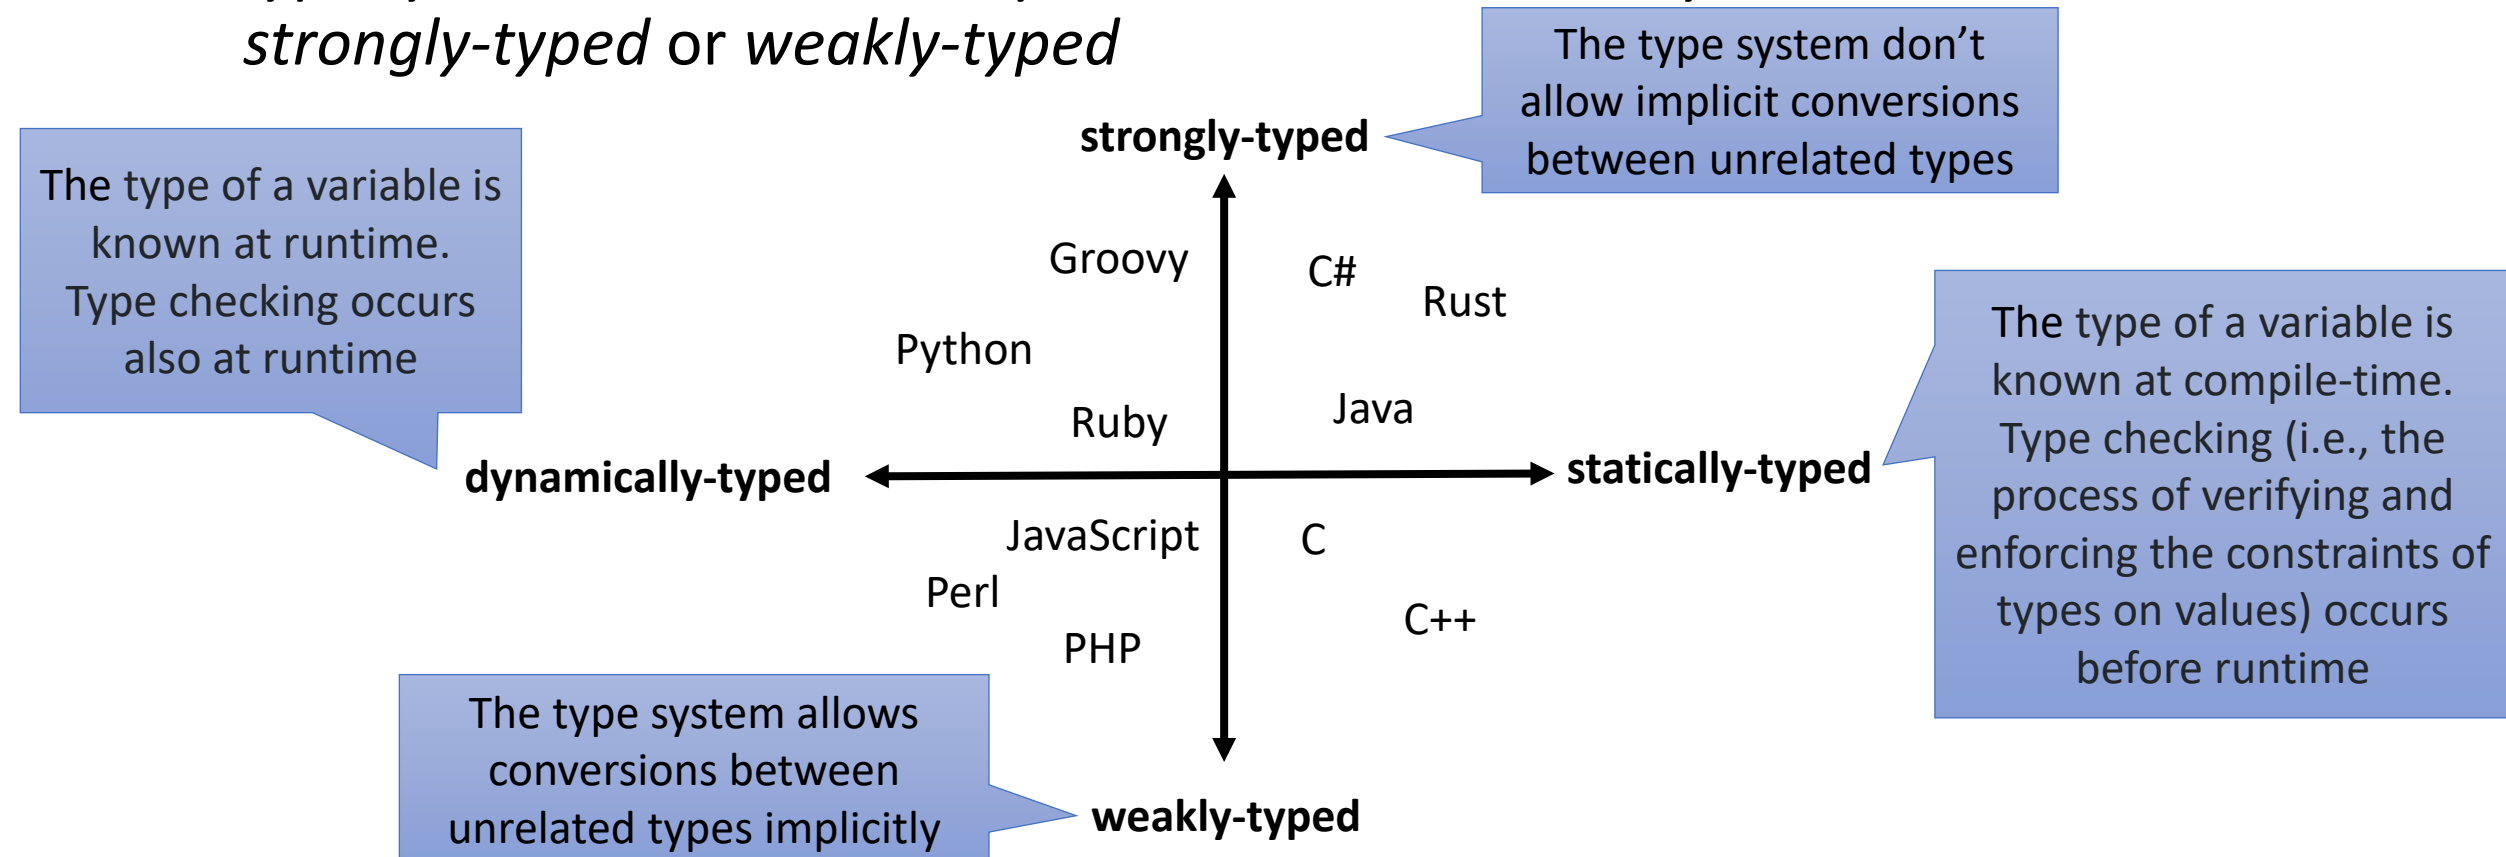 strongly-typed or weakly-typed
The type system don’t
allow implicit conversions
between unrelated types
strongly-typed
The type of a variable is
known at runtime.
Type checking occurs
also at runtime
Groovy
C#
Rust
Python
Java
Ruby
dynamically-typed
statically-typed
The type of a variable is
known at compile-time.
Type checking (i.e., the
process of verifying and
enforcing the constraints of
types on values) occurs
before runtime
JavaScript
C
Perl
C++
PHP
The type system allows
conversions between
unrelated types implicitly
weakly-typed